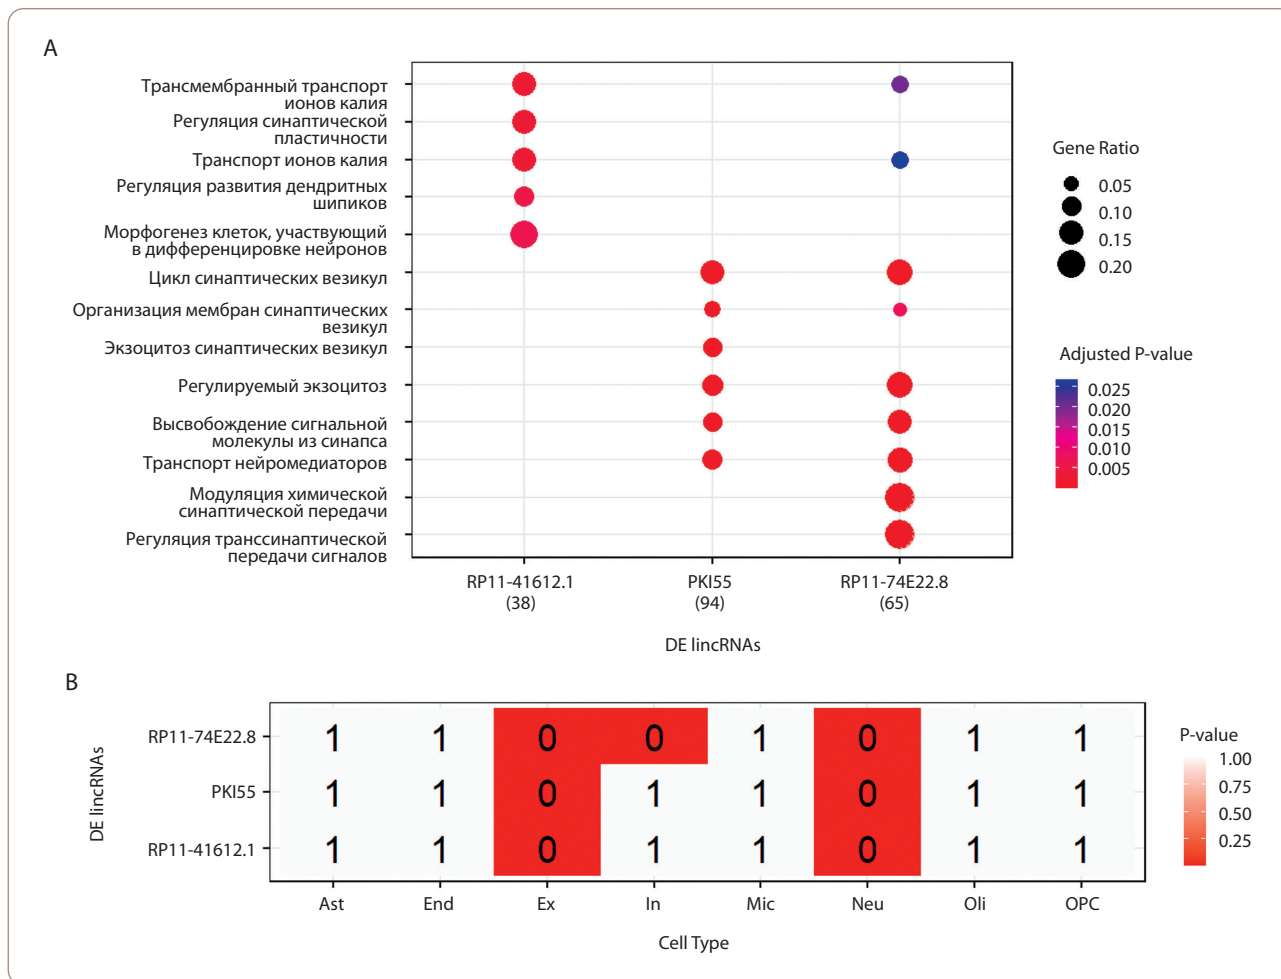 A
Трансмембранный транспорт
ионов калия
Регуляция синаптической
пластичности
Транспорт ионов калия
Регуляция развития дендритных
шипиков
Морфогенез клеток, участвующий
в дифференцировке нейронов
Цикл синаптических везикул
Организация мембран синаптических
везикул
Экзоцитоз синаптических везикул
Регулируемый экзоцитоз
Высвобождение сигнальной
молекулы из синапса
Транспорт нейромедиаторов
Модуляция химической
синаптической передачи
Регуляция транссинаптической
передачи сигналов
RP11-41612.1 PKI55 RP11-74E22.8
(38) (94) (65)
DE lincRNAs
Gene Ratio
0.05
0.10
0.15
0.20
Adjusted P-value
0.025
0.020
0.015
0.010
0.005
B
DE lincRNAs
RP11-74E22.8 1 1 0 0 1 0 1 1
PKI55 1 1 0 1 1 0 1 1
RP11-41612.1 1 1 0 1 1 0 1 1
Ast End Ex In Mic Neu Oli OPC
Cell Type
P-value
1.00
0.75
0.50
0.25